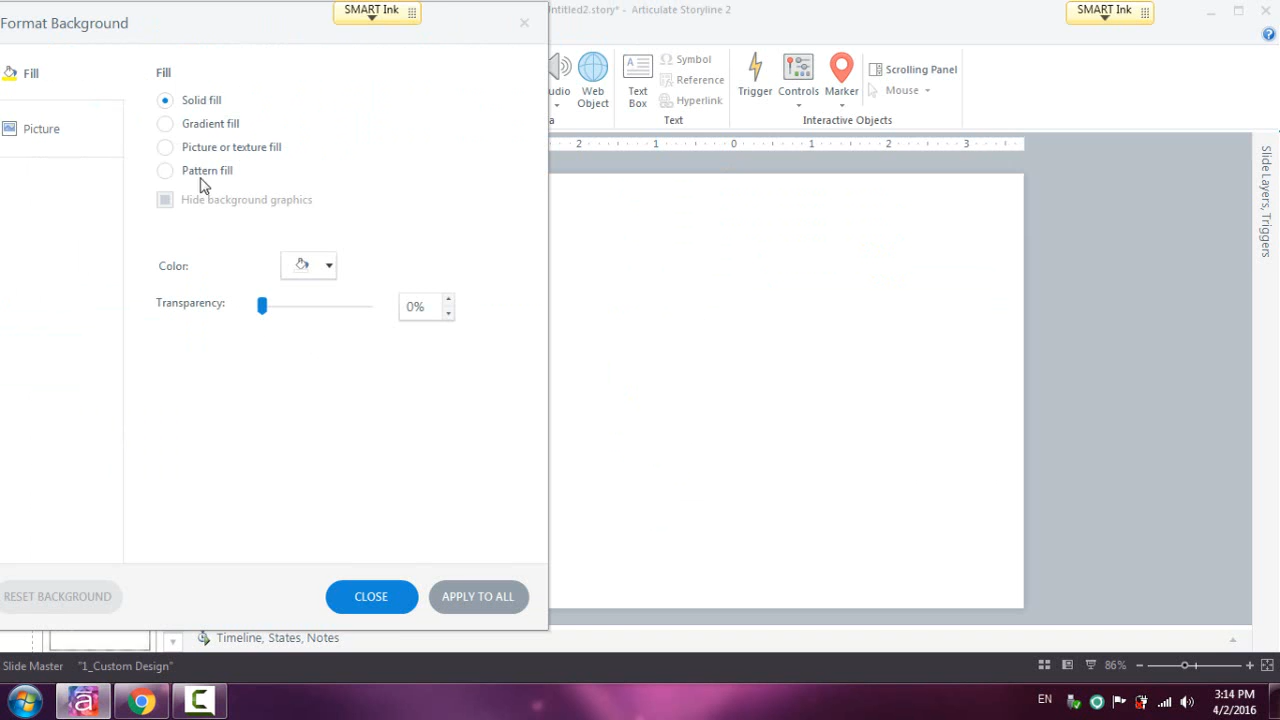 SMART Ink
SMART Ink
Format Background
ntitled2.story* - Articulate Storyline 2
Fill
Picture
Fill
Solid fill
Gradient fill
Picture or texture fill
Pattern fill
Hide background graphics
Color:
Transparency:
0%
RESET BACKGROUND
CLOSE
APPLY TO ALL
udio
Web
Object
A
Text
Box
Symbol
Reference
Hyperlink
Text
Trigger
Controls
Marker
Scrolling Panel
Mouse
Interactive Objects
2 1 0 1 2 3
Slide Layers, Triggers
Timeline, States, Notes
Slide Master "1_Custom Design"
86%
EN
3:14 PM
4/2/2016